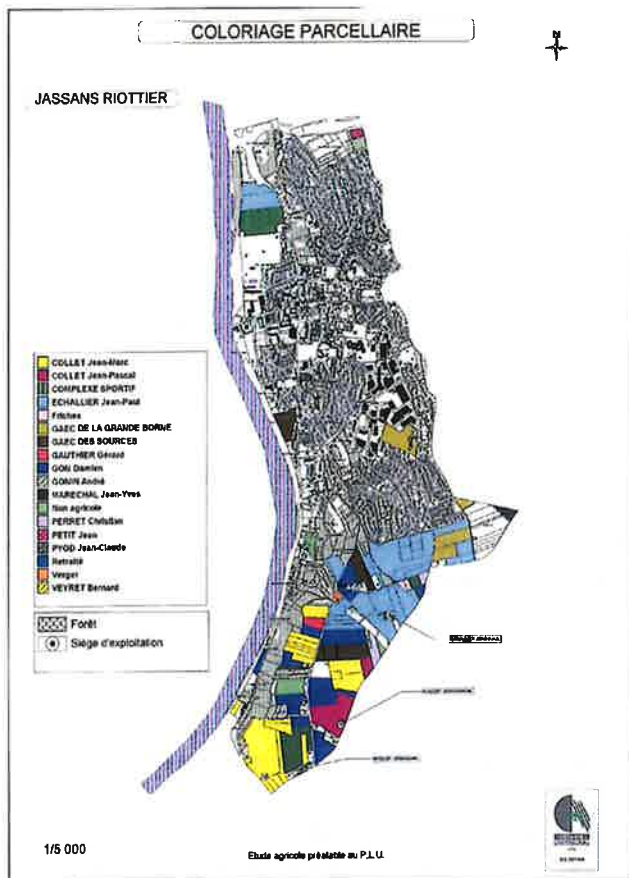 COLORIAGE PARCELLAIRE
N
JASSANS RIOTTIER
COLLET Jean-Marc
COLLET Jean-Pascal
COMPLEXE SPORTIF
ECHALLIER Jean-Paul
Friches
GAEC DE LA GRANDE BORNE
GAEC DES SOURCES
GAUTHIER Gérard
GON Damien
GONIN André
MARECHAL Jean-Yves
Non agricole
PERRET Christian
PETIT Jean
PYOD Jean-Claude
Retraité
Verger
VEYRET Bernard
Forêt
Siège d'exploitation
1/5 000
Etude agricole préalable au P.L.U.